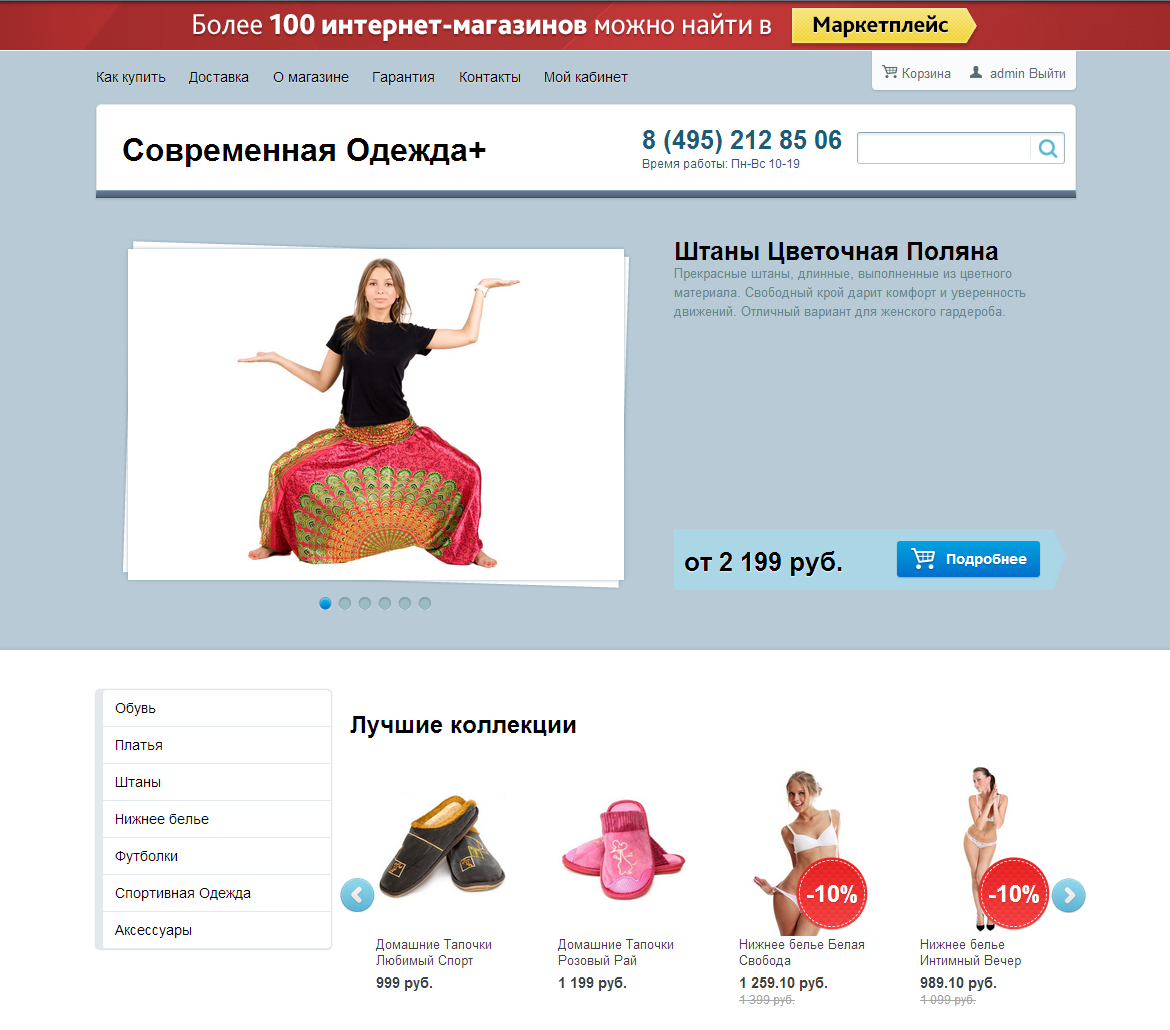 Более 100 интернет-магазинов можно найти в Маркетплейс
Как купить Доставка О магазине Гарантия Контакты Мой кабинет
Корзина admin Выйти
Современная Одежда+
8 (495) 212 85 06
Время работы: Пн-Вс 10-19
Штаны Цветочная Поляна
Прекрасные штаны, длинные, выполненные из цветного
материала. Свободный крой дарит комфорт и уверенность
движений. Отличный вариант для женского гардероба.
от 2 199 руб.
Подробнее
Обувь
Платья
Штаны
Нижнее белье
Футболки
Спортивная Одежда
Аксессуары
Лучшие коллекции
Домашние Тапочки
Любимый Спорт
999 руб.
Домашние Тапочки
Розовый Рай
1 199 руб.
-10%
Нижнее белье Белая
Свобода
1 259.10 руб.
1 399 руб.
-10%
Нижнее белье
Интимный Вечер
989.10 руб.
1 099 руб.